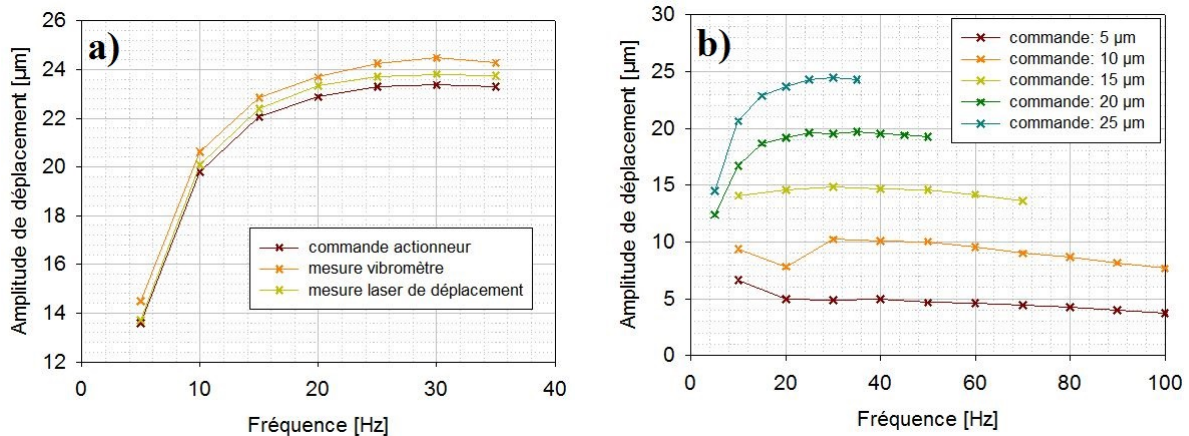 a)
Amplitude de déplacement [µm]
26
24
22
20
18
16
14
12
0
10
20
30
40
Fréquence [Hz]
commande actionneur
mesure vibromètre
mesure laser de déplacement
b)
Amplitude de déplacement [µm]
30
25
20
15
10
5
0
0
20
40
60
80
100
Fréquence [Hz]
commande: 5 µm
commande: 10 µm
commande: 15 µm
commande: 20 µm
commande: 25 µm